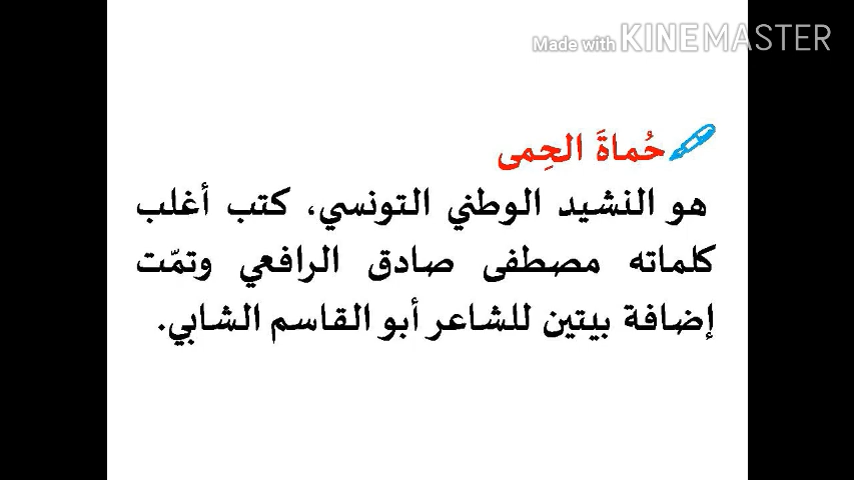 Made with KINEMASTER
حُماةَ الحِمى
هو النشيد الوطني التونسي، كتب أغلب
كلماته مصطفى صادق الرافعي وتمّت
إضافة بيتين للشاعر أبو القاسم الشابي.